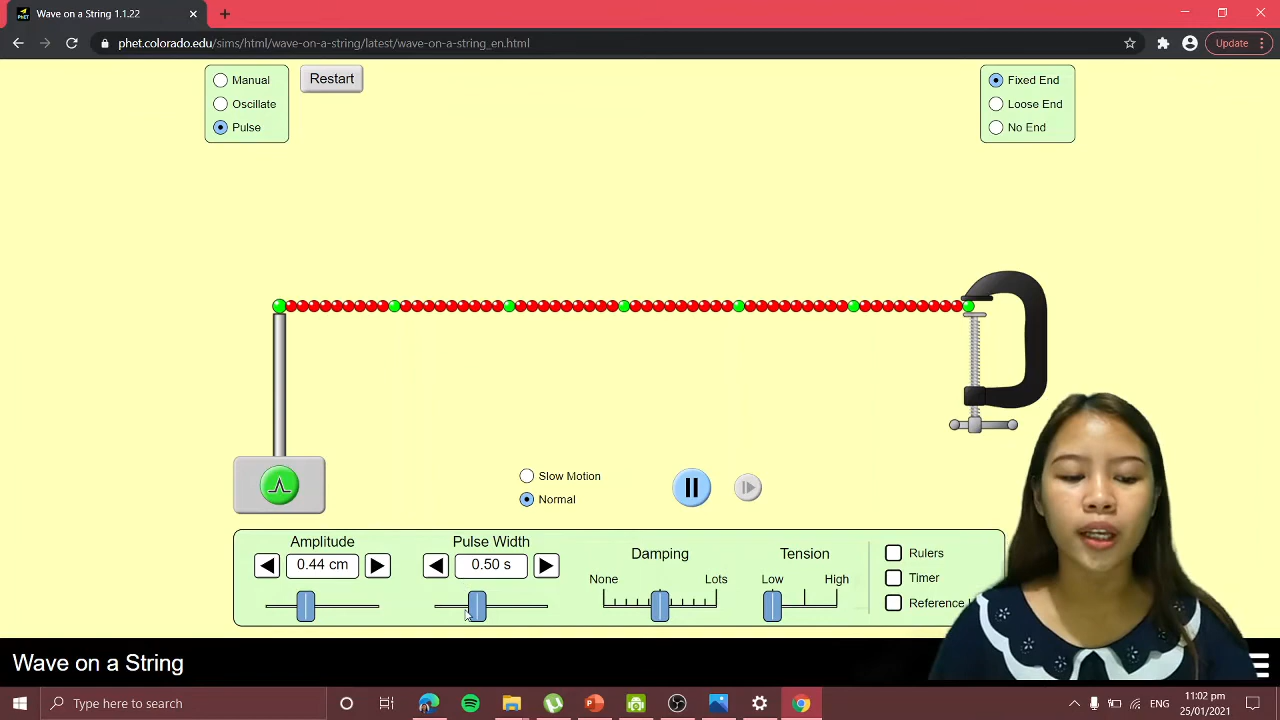 Wave on a String 1.22
phet.colorado.edu/sims/html/wave-on-a-string/latest/wave-on-a-string_en.html
Update
Manual
Oscillate
Pulse
Restart
Fixed End
Loose End
No End
Slow Motion
Normal
Amplitude
0.44 cm
Pulse Width
0.50 s
Damping
None
Lots
Tension
Low
High
Rulers
Timer
Reference
Wave on a String
Type here to search
ENG
11:02 pm
25/01/2021